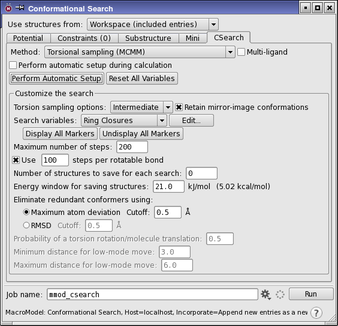 Conformational Search
Use structures from: Workspace (included entries)
Potential Constraints (0) Substructure Mini CSearch
Method: Torsional sampling (MCMM) Multi-ligand
Perform automatic setup during calculation
Perform Automatic Setup Reset All Variables
Customize the search
Torsion sampling options: Intermediate Retain mirror-image conformations
Search variables: Ring Closures Edit...
Display All Markers Undisplay All Markers
Maximum number of steps: 200
Use 100 steps per rotatable bond
Number of structures to save for each search: 0
Energy window for saving structures: 21.0 kJ/mol (5.02 kcal/mol)
Eliminate redundant conformers using:
Maximum atom deviation Cutoff: 0.5 Å
RMSD Cutoff: 0.5 Å
Probability of a torsion rotation/molecule translation: 0.5
Minimum distance for low-mode move: 3.0
Maximum distance for low-mode move: 6.0
Job name: mmod_csearch Run
MacroModel: Conformational Search, Host=localhost, Incorporate=Append new entries as a new
?